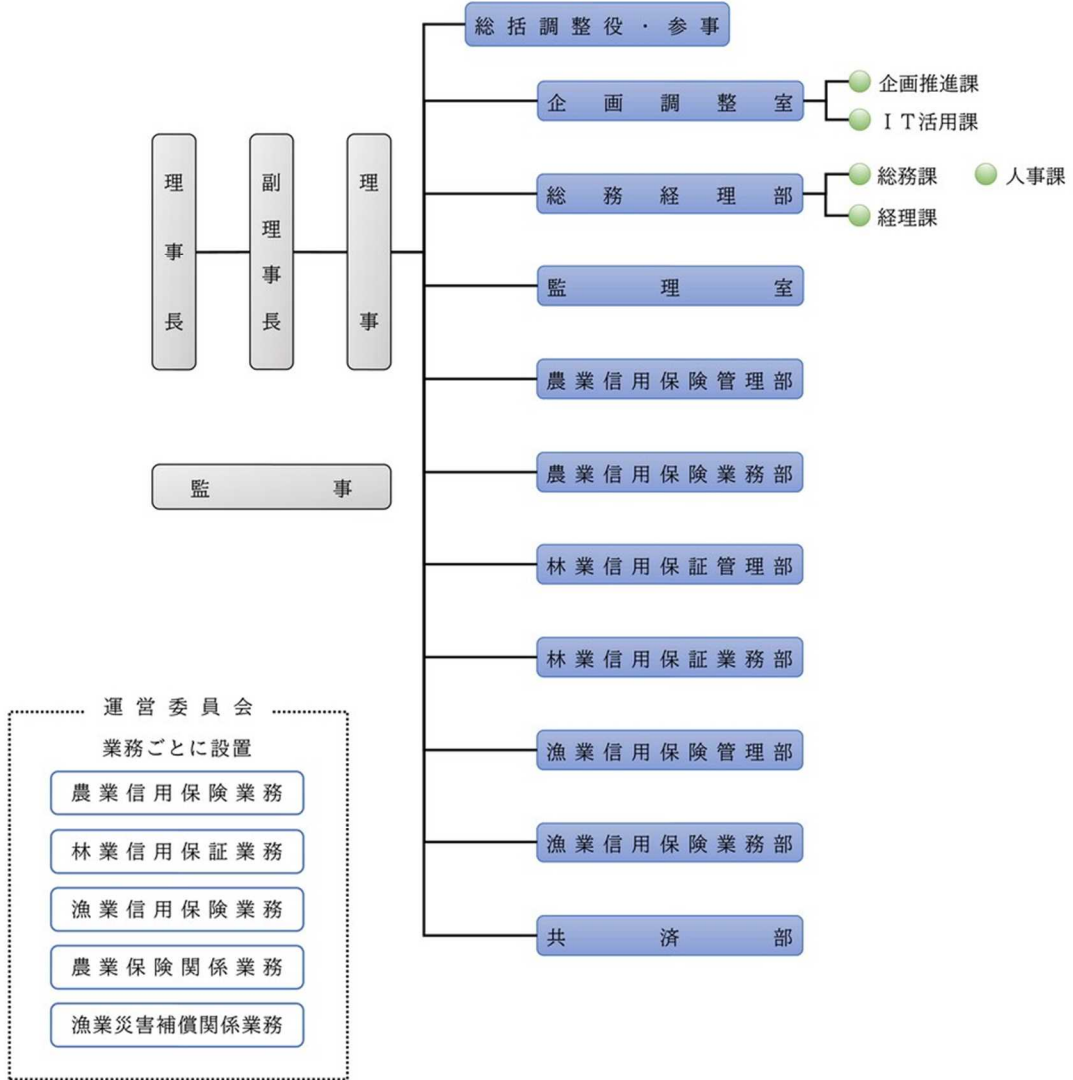 理事長
副理事長
理事
監事
総括調整役・参事
企画調整室
企画推進課
ＩＴ活用課
総務経理部
総務課
人事課
経理課
監理室
農業信用保険管理部
農業信用保険業務部
林業信用保証管理部
林業信用保証業務部
漁業信用保険管理部
漁業信用保険業務部
共済部
運営委員会
業務ごとに設置
農業信用保険業務
林業信用保証業務
漁業信用保険業務
農業保険関係業務
漁業災害補償関係業務